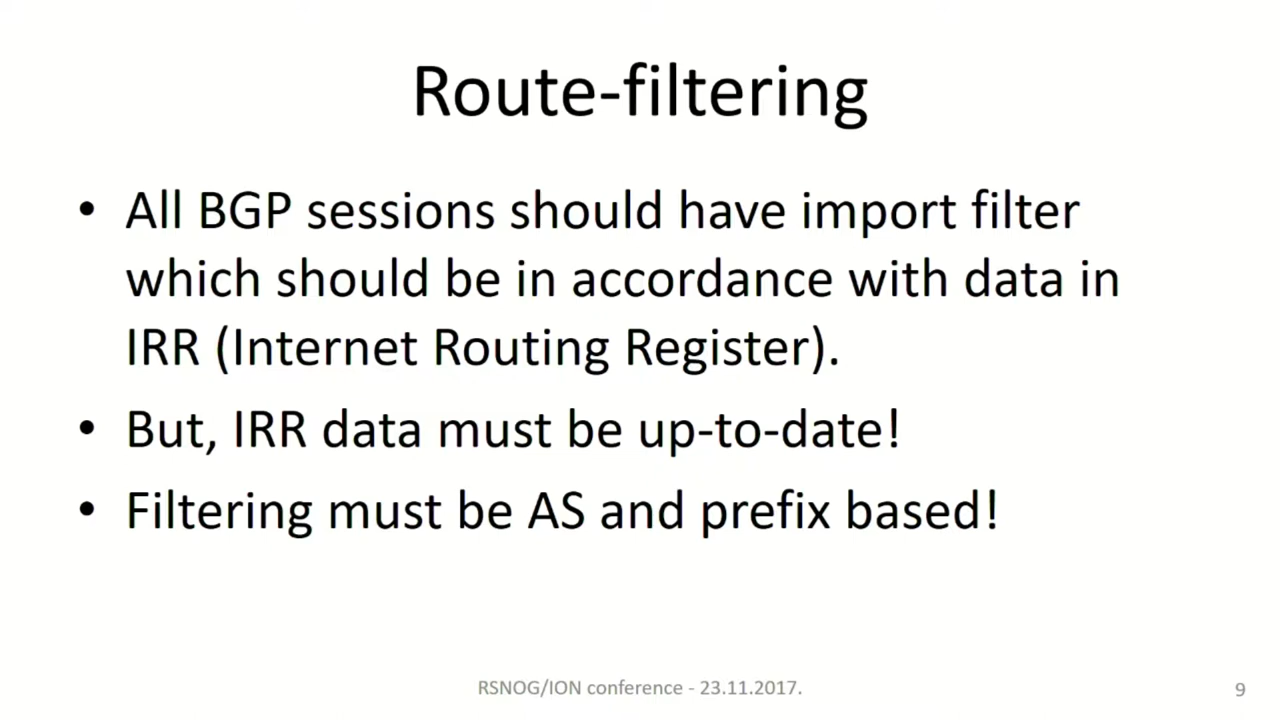 Route-filtering
• All BGP sessions should have import filter
which should be in accordance with data in
IRR (Internet Routing Register).
• But, IRR data must be up-to-date!
• Filtering must be AS and prefix based!
RSNOG/ION conference - 23.11.2017.
9